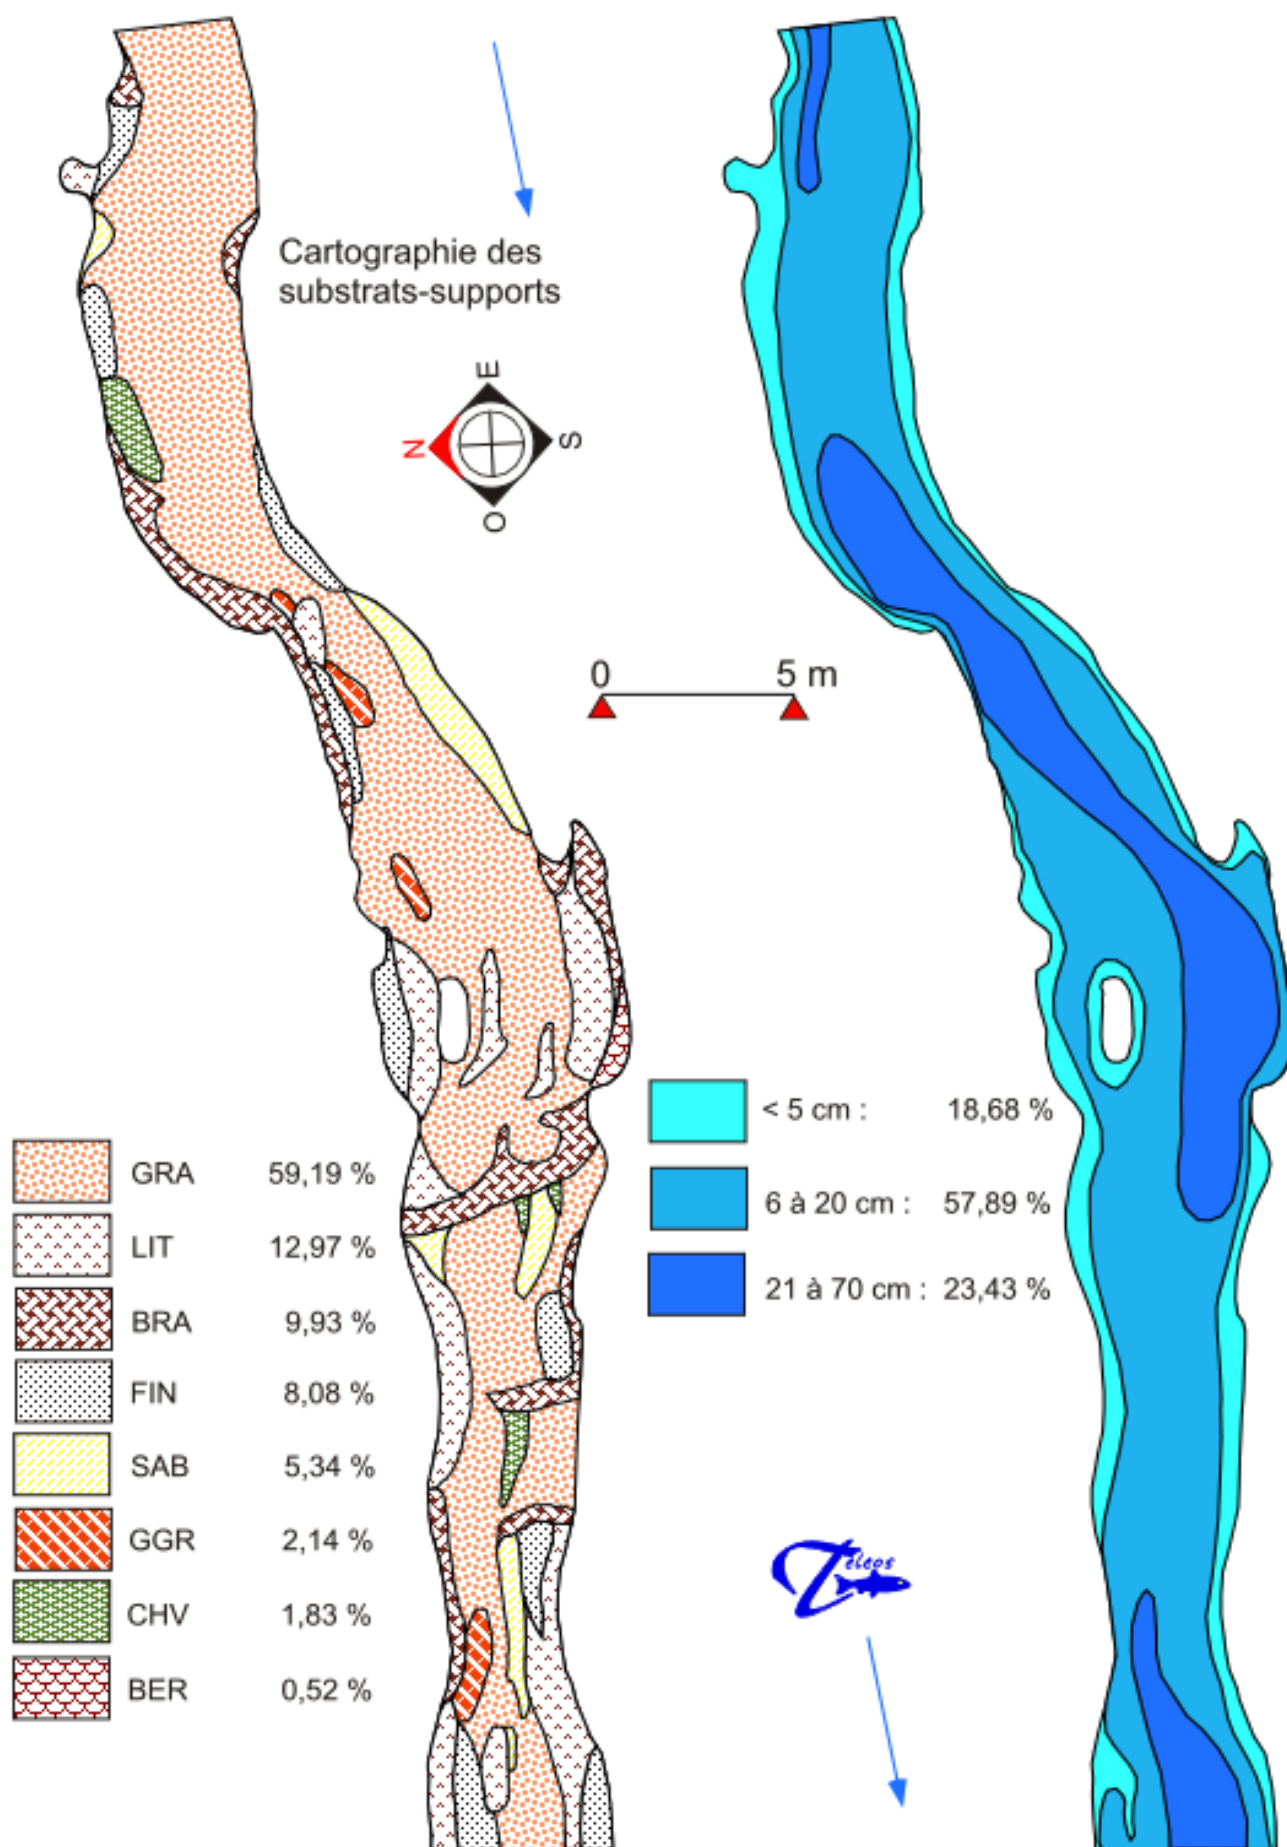 Cartographie des
substrats-supports
E
N
S
O
0 5 m
< 5 cm : 18,68 %
6 à 20 cm : 57,89 %
21 à 70 cm : 23,43 %
GRA 59,19 %
LIT 12,97 %
BRA 9,93 %
FIN 8,08 %
SAB 5,34 %
GGR 2,14 %
CHV 1,83 %
BER 0,52 %
Téléos